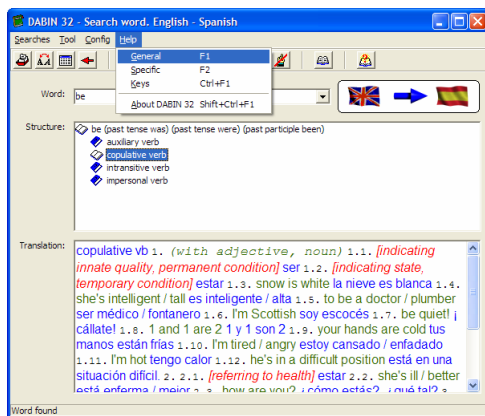 DABIN 32 - Search word. English - Spanish
Searches Tool Config Help
General F1
Specific F2
Keys Ctrl+F1
About DABIN 32 Shift+Ctrl+F1
Word: be
Structure: be (past tense was) (past tense were) (past participle been)
auxiliary verb
copulative verb
intransitive verb
impersonal verb
Translation: copulative vb 1. (with adjective, noun) 1.1. [indicating
innate quality, permanent condition] ser 1.2. [indicating state,
temporary condition] estar 1.3. snow is white la nieve es blanca 1.4.
she's intelligent / tall es inteligente / alta 1.5. to be a doctor / plumber
ser médico / fontanero 1.6. I'm Scottish soy escocés 1.7. be quiet! ¡
cállate! 1.8. 1 and 1 are 2 1 y 1 son 2 1.9. your hands are cold tus
manos están frías 1.10. I'm tired / angry estoy cansado / enfadado
1.11. I'm hot tengo calor 1.12. he's in a difficult position está en una
situación difícil. 2. 2.1. [referring to health] estar 2.2. she's ill / better
está enferma / mejor 2.3. how are you? ¿cómo estás?, ¿qué tal? 3.
Word found